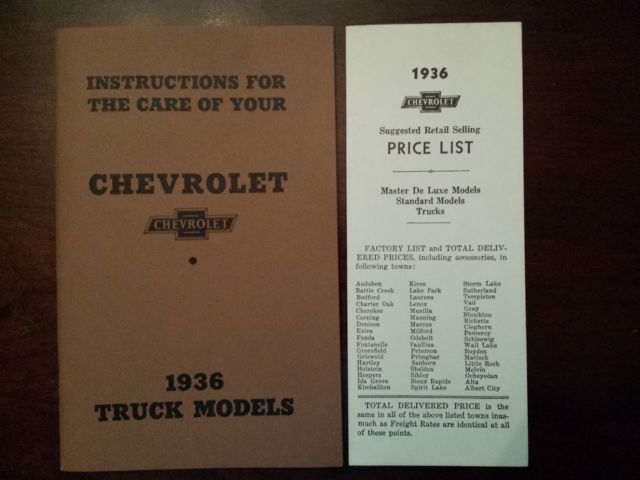 INSTRUCTIONS FOR
THE CARE OF YOUR
CHEVROLET
CHEVROLET
1936
TRUCK MODELS
1936
CHEVROLET
Suggested Retail Selling
PRICE LIST
Master De Luxe Models
Standard Models
Trucks
FACTORY LIST and TOTAL DELIV-
ERED PRICES, including accessories, in
following towns:
Audubon
Battle Creek
Bedford
Charter Oak
Cherokee
Corning
Denison
Exira
Fonda
Fontanelle
Greenfield
Griswold
Hartley
Holstein
Hospers
Ida Grove
Kimballton
Kiron
Lake Park
Laurens
Lenox
Manilla
Manning
Marcus
Milford
Odebolt
Paullina
Peterson
Primghar
Sanborn
Sheldon
Sibley
Sioux Rapids
Spirit Lake
Storm Lake
Sutherland
Templeton
Vail
Gray
Ricketts
Cleghorn
Pomeroy
Schleswig
Wall Lake
Boyden
Matlock
Little Rock
Melvin
Ocheyedan
Alta
Albert City
TOTAL DELIVERED PRICE is the
same in all of the above listed towns inas-
much as Freight Rates are identical at all
of these points.